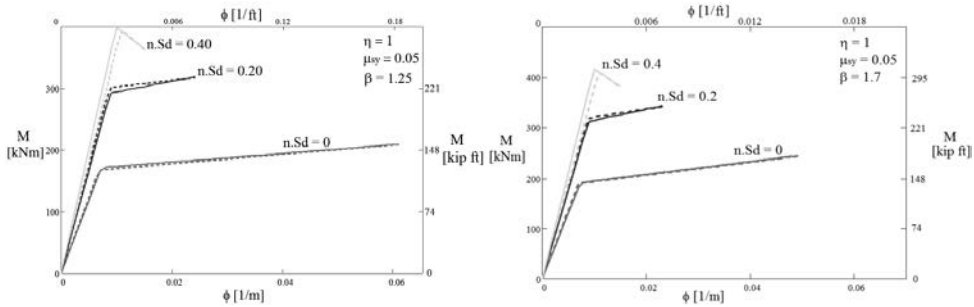 0 0.006 0.12 0.18
ϕ [1/ft]
n.Sd = 0.40
n.Sd = 0.20
n.Sd = 0
η = 1
μsy = 0.05
β = 1.25
M
[kNm]
300
200
100
0
221
148
74
0
M
[kip ft]
0 0.02 0.04 0.06
ϕ [1/m]
0 0.006 0.012 0.018
ϕ [1/ft]
n.Sd = 0.4
n.Sd = 0.2
n.Sd = 0
η = 1
μsy = 0.05
β = 1.7
M
[kNm]
400
300
200
100
0
295
221
148
74
0
M
[kip ft]
0 0.02 0.04 0.06
ϕ [1/m]